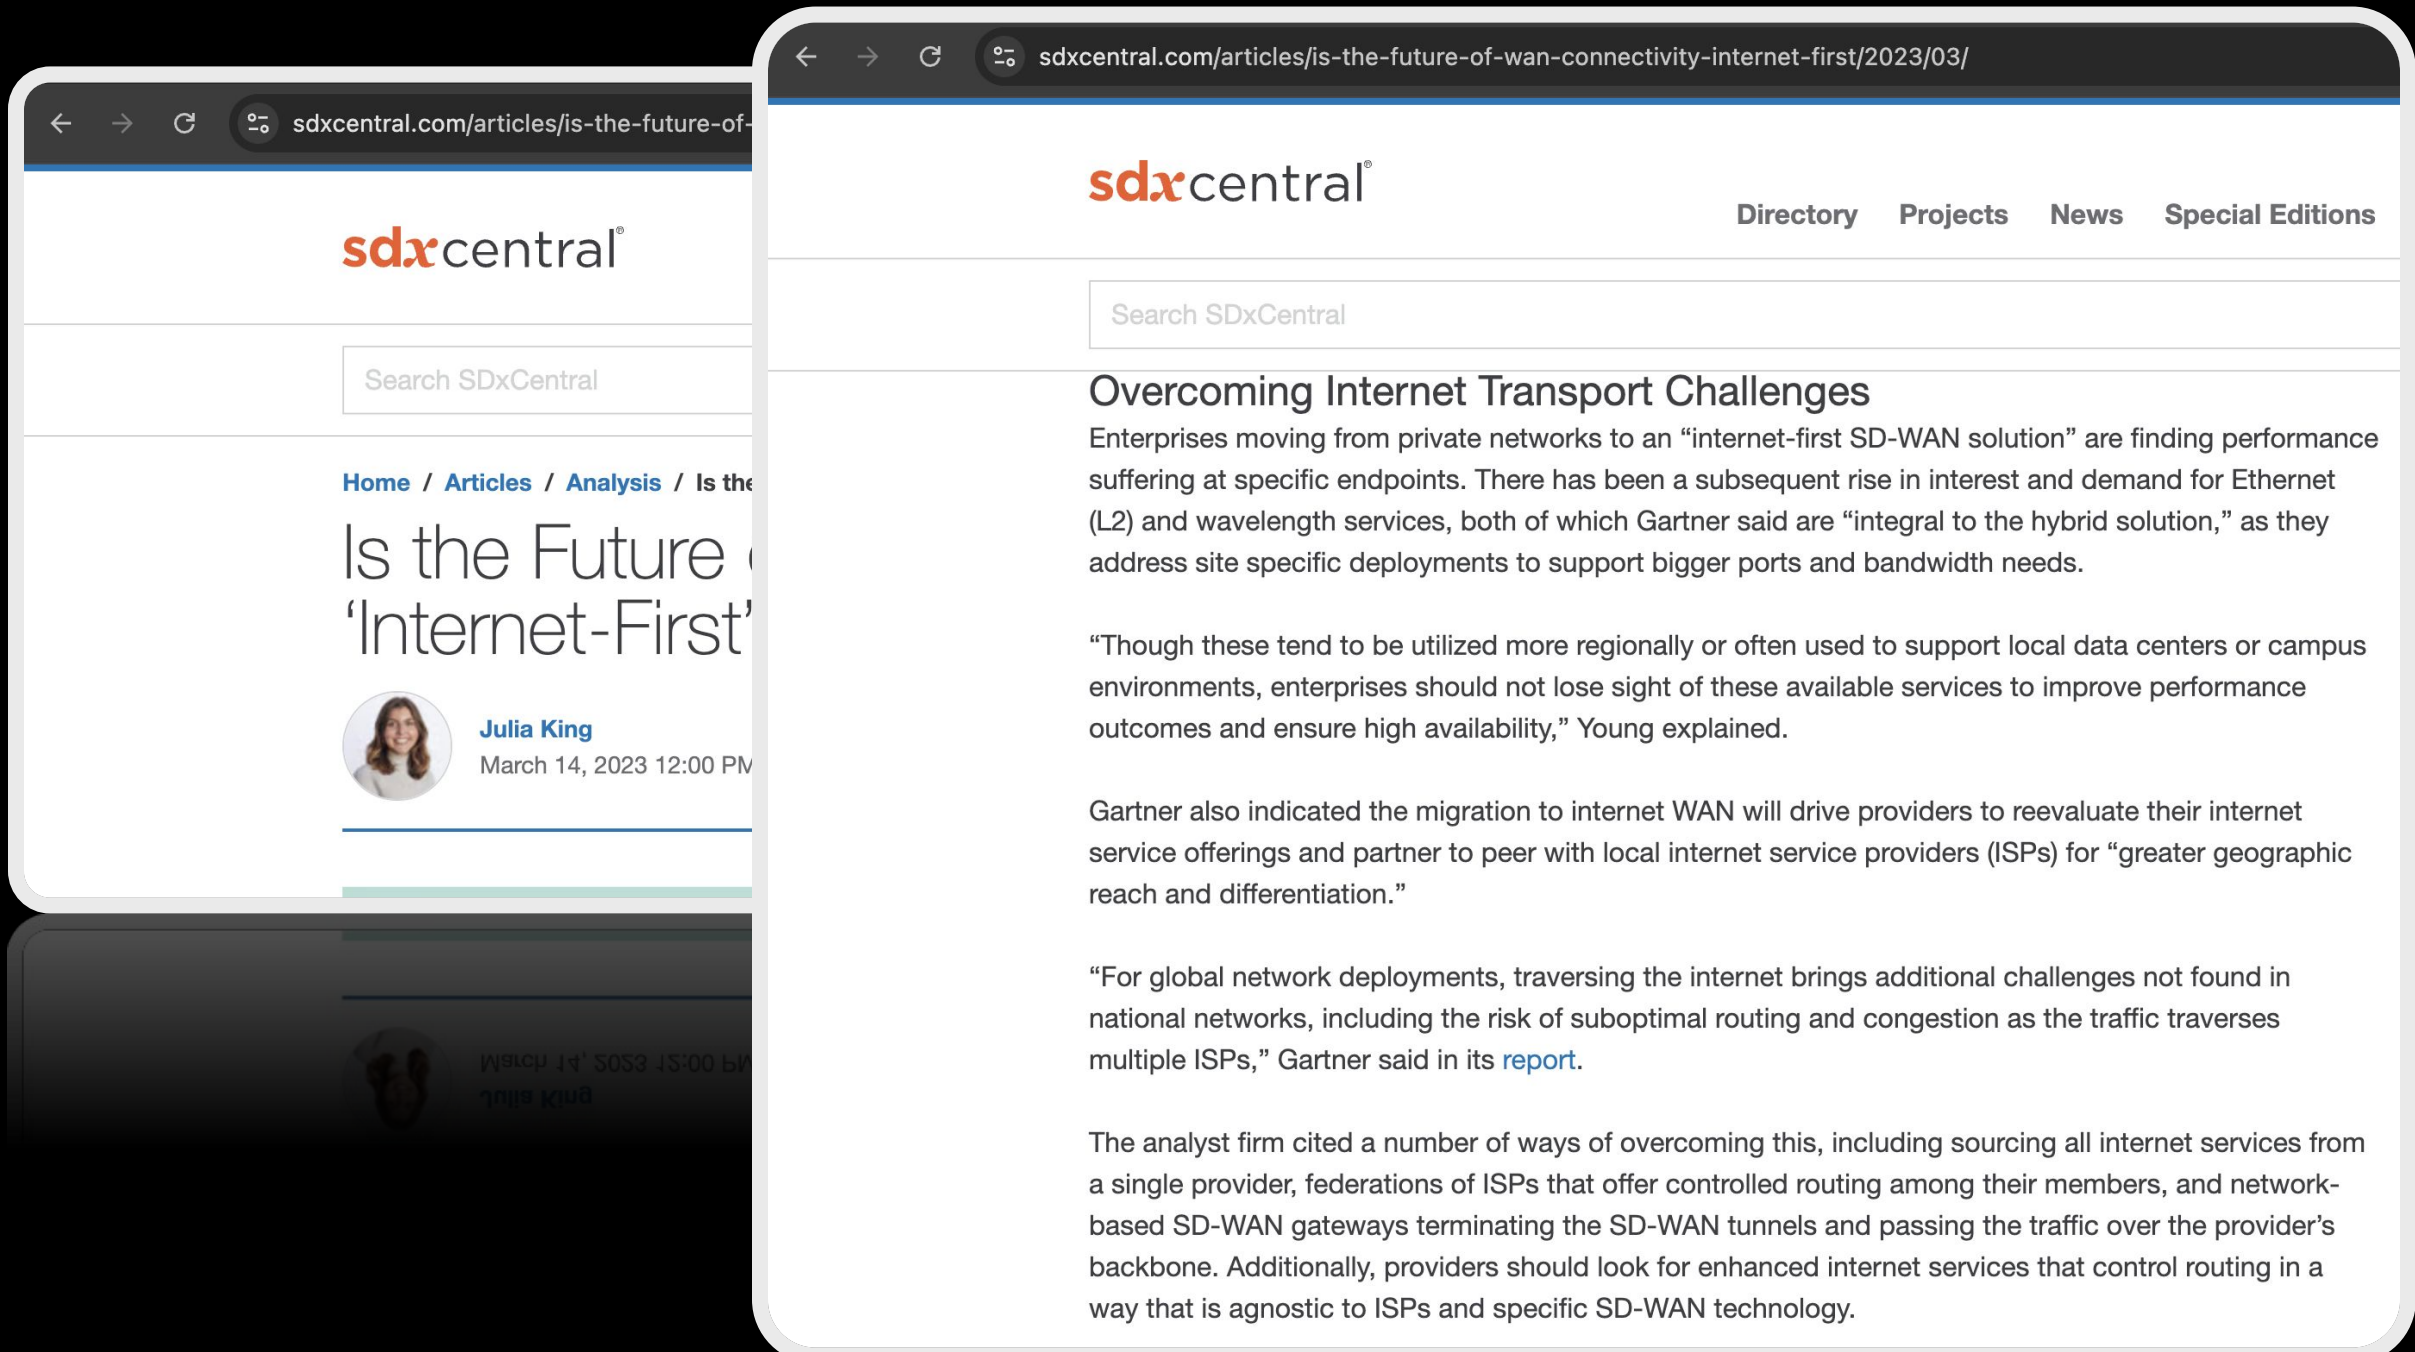 sdxcentral.com/articles/is-the-future-of-
sdxcentral®
Search SDxCentral
Home / Articles / Analysis / Is the
Is the Future
‘Internet-First’
Julia King
March 14, 2023 12:00 PM
March 14, 2023 12:00 PM
Julia King
sdxcentral.com/articles/is-the-future-of-wan-connectivity-internet-first/2023/03/
sdxcentral®
Directory Projects News Special Editions
Search SDxCentral
Overcoming Internet Transport Challenges
Enterprises moving from private networks to an “internet-first SD-WAN solution” are finding performance
suffering at specific endpoints. There has been a subsequent rise in interest and demand for Ethernet
(L2) and wavelength services, both of which Gartner said are “integral to the hybrid solution,” as they
address site specific deployments to support bigger ports and bandwidth needs.
“Though these tend to be utilized more regionally or often used to support local data centers or campus
environments, enterprises should not lose sight of these available services to improve performance
outcomes and ensure high availability,” Young explained.
Gartner also indicated the migration to internet WAN will drive providers to reevaluate their internet
service offerings and partner to peer with local internet service providers (ISPs) for “greater geographic
reach and differentiation.”
“For global network deployments, traversing the internet brings additional challenges not found in
national networks, including the risk of suboptimal routing and congestion as the traffic traverses
multiple ISPs,” Gartner said in its report.
The analyst firm cited a number of ways of overcoming this, including sourcing all internet services from
a single provider, federations of ISPs that offer controlled routing among their members, and network-
based SD-WAN gateways terminating the SD-WAN tunnels and passing the traffic over the provider’s
backbone. Additionally, providers should look for enhanced internet services that control routing in a
way that is agnostic to ISPs and specific SD-WAN technology.